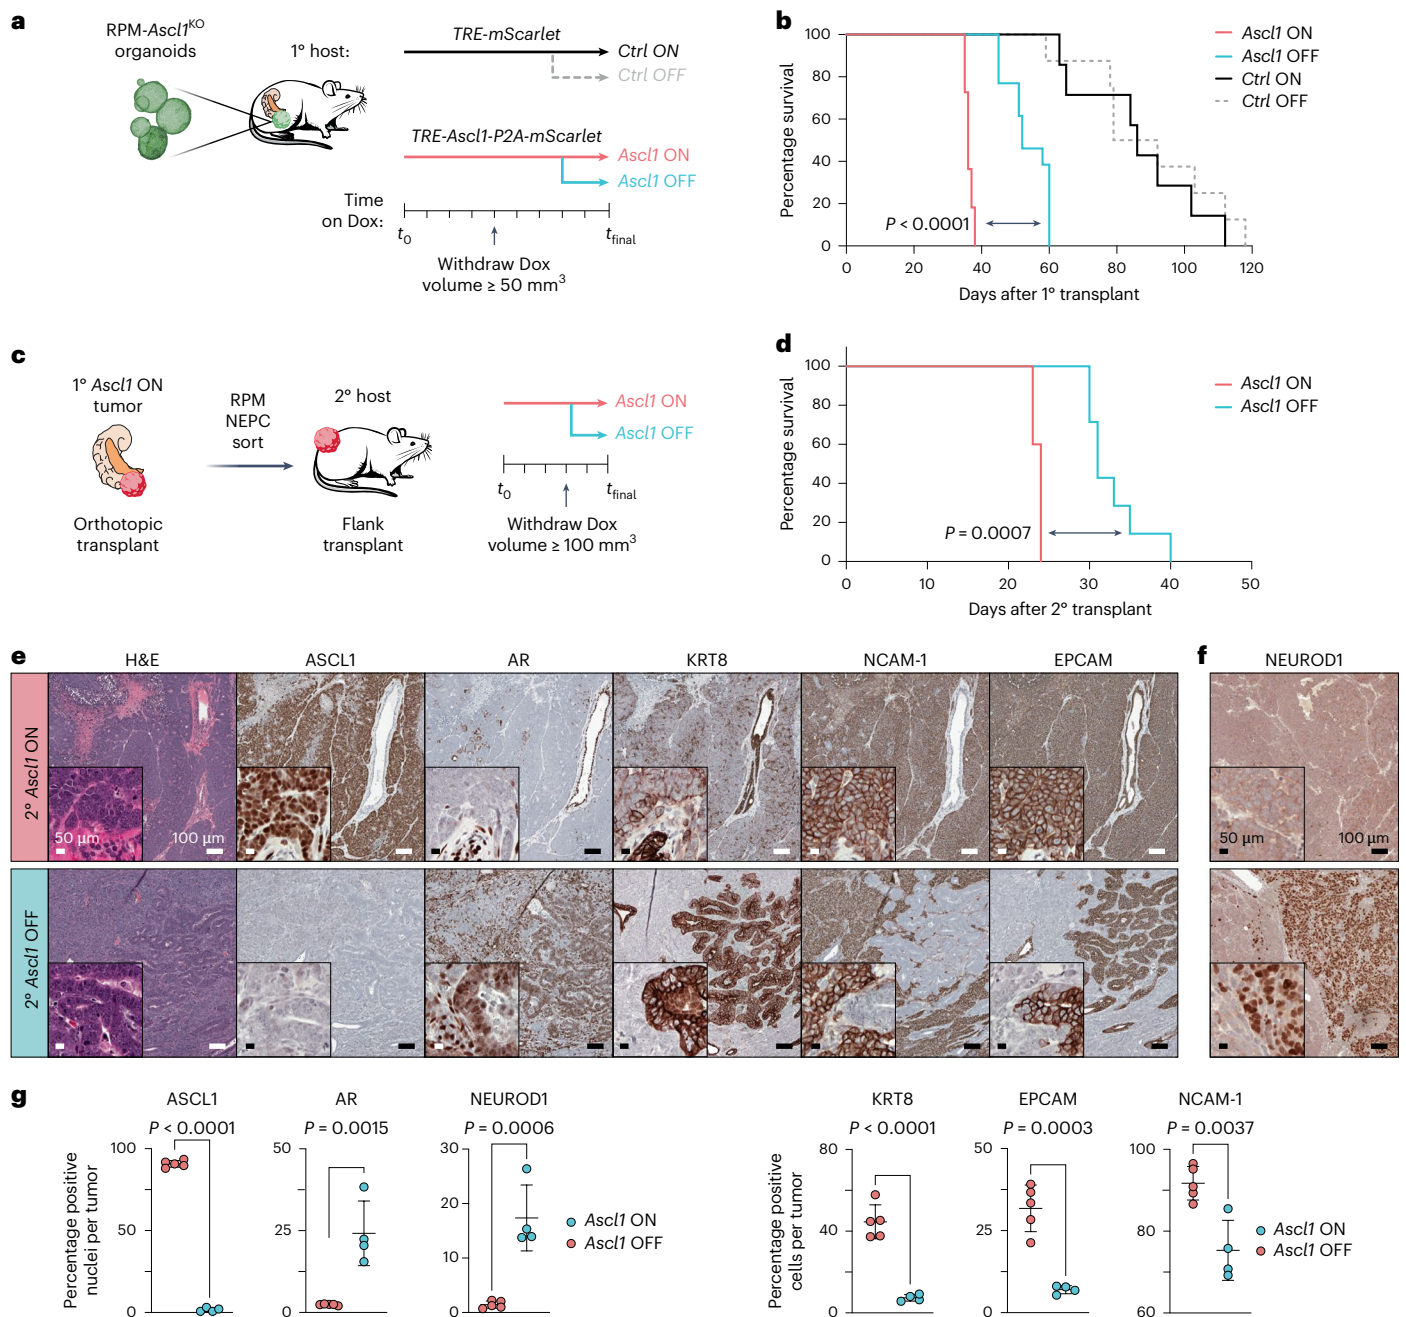 a
RPM-Ascl1KO
organoids
1° host:
TRE-mScarlet
Ctrl ON
Ctrl OFF
TRE-Ascl1-P2A-mScarlet
Ascl1 ON
Ascl1 OFF
Time
on Dox:
t0
tfinal
Withdraw Dox
volume ≥ 50 mm3
b
Percentage survival
100
80
60
40
20
0
P < 0.0001
0 20 40 60 80 100 120
Days after 1° transplant
Ascl1 ON
Ascl1 OFF
Ctrl ON
Ctrl OFF
c
1° Ascl1 ON
tumor
Orthotopic
transplant
RPM
NEPC
sort
2° host
Flank
transplant
Ascl1 ON
Ascl1 OFF
t0
tfinal
Withdraw Dox
volume ≥ 100 mm3
d
Percentage survival
100
80
60
40
20
0
P = 0.0007
0 10 20 30 40 50
Days after 2° transplant
Ascl1 ON
Ascl1 OFF
e
H&E
ASCL1
AR
KRT8
NCAM-1
EPCAM
2° Ascl1 ON
50 µm
100 µm
2° Ascl1 OFF
f
NEUROD1
50 µm
100 µm
g
Percentage positive
nuclei per tumor
ASCL1
P < 0.0001
100
50
0
AR
P = 0.0015
50
25
0
NEUROD1
P = 0.0006
30
20
10
0
Ascl1 ON
Ascl1 OFF
Percentage positive
cells per tumor
KRT8
P < 0.0001
80
40
0
EPCAM
P = 0.0003
50
25
0
NCAM-1
P = 0.0037
100
80
60
Ascl1 ON
Ascl1 OFF